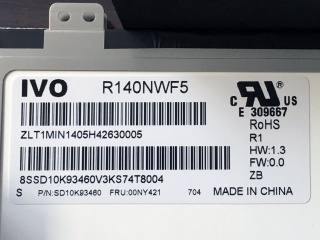 IVO R140NWF5
C RU US
E 309667
ZLT1MIN1405H42630005
RoHS
R1
HW:1.3
FW:0.0
ZB
8SSD10K93460V3KS74T8004
S P/N:SD10K93460 FRU:00NY421 704 MADE IN CHINA